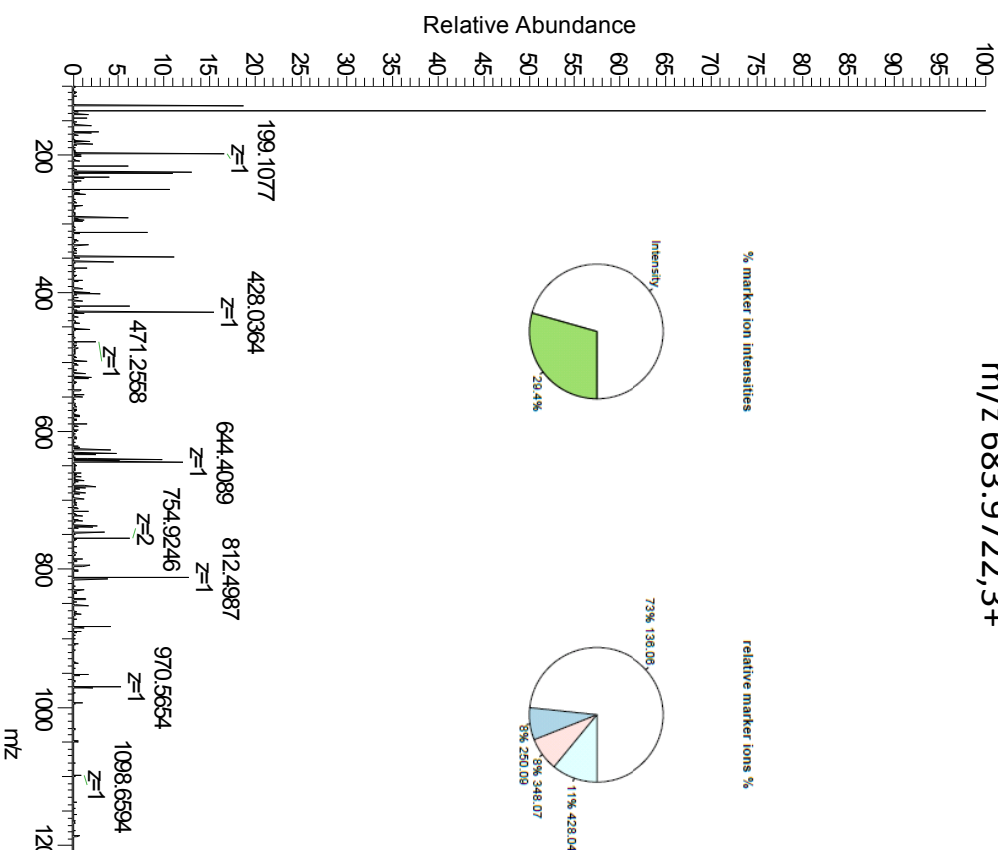 m/z 683.9722,3+
Relative Abundance
100
95
90
85
80
75
70
65
60
55
50
45
40
35
30
25
20
15
10
5
0
% marker ion intensities
Intensity
29.4%
relative marker ions %
73% 136.06
11% 428.04
8% 348.07
8% 250.09
199.1077
z=1
428.0364
z=1
471.2558
z=1
644.4089
z=1
754.9246
z=2
812.4987
z=1
970.5654
z=1
1098.6594
z=1
200
400
600
800
1000
m/z